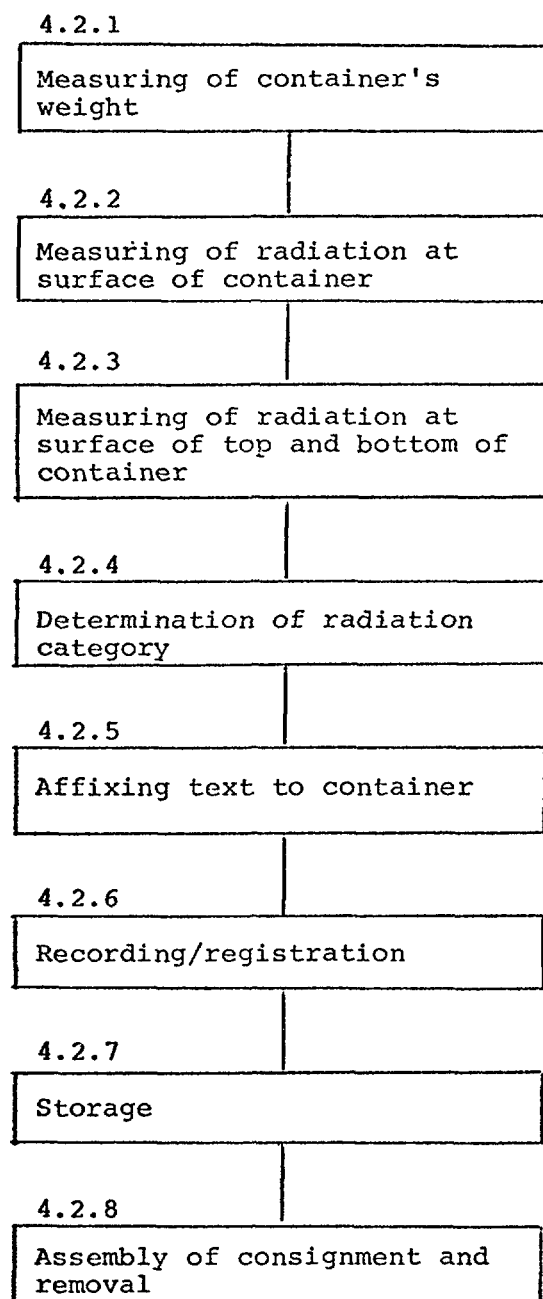 4.2.1
Measuring of container's
weight
4.2.2
Measuring of radiation at
surface of container
4.2.3
Measuring of radiation at
surface of top and bottom of
container
4.2.4
Determination of radiation
category
4.2.5
Affixing text to container
4.2.6
Recording/registration
4.2.7
Storage
4.2.8
Assembly of consignment and
removal